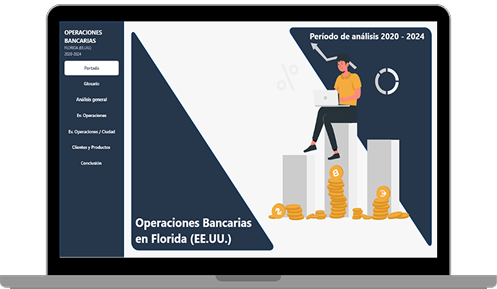 OPERACIONES
BANCARIAS
FLORIDA (EE.UU.)
2020-2024
Portada
Glosario
Análisis general
Ev. Operaciones
Ev. Operaciones / Ciudad
Clientes y Productos
Conclusión
Período de análisis 2020 - 2024
Operaciones Bancarias
en Florida (EE.UU.)